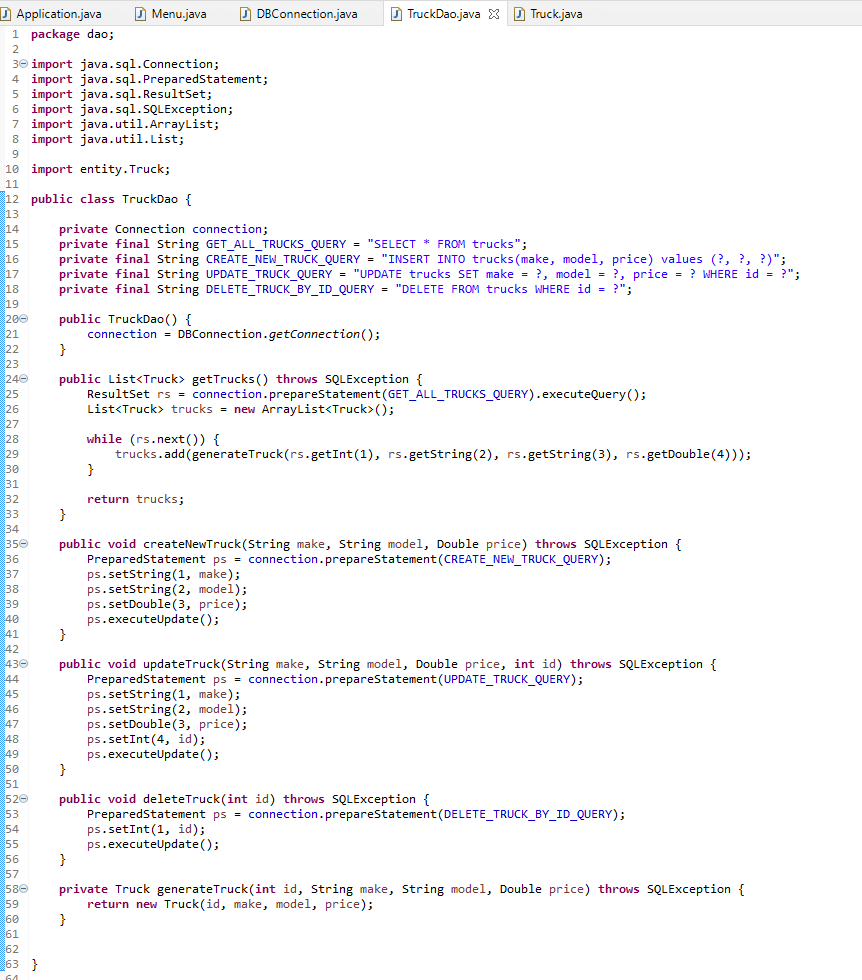 Application.java Menu.java DBConnection.java TruckDao.java Truck.java
1 package dao;
2
3 import java.sql.Connection;
4 import java.sql.PreparedStatement;
5 import java.sql.ResultSet;
6 import java.sql.SQLException;
7 import java.util.ArrayList;
8 import java.util.List;
9
10 import entity.Truck;
11
12 public class TruckDao {
13
14     private Connection connection;
15     private final String GET_ALL_TRUCKS_QUERY = "SELECT * FROM trucks";
16     private final String CREATE_NEW_TRUCK_QUERY = "INSERT INTO trucks(make, model, price) values (?, ?, ?)";
17     private final String UPDATE_TRUCK_QUERY = "UPDATE trucks SET make = ?, model = ?, price = ? WHERE id = ?";
18     private final String DELETE_TRUCK_BY_ID_QUERY = "DELETE FROM trucks WHERE id = ?";
19
20     public TruckDao() {
21         connection = DBConnection.getConnection();
22     }
23
24     public List<Truck> getTrucks() throws SQLException {
25         ResultSet rs = connection.prepareStatement(GET_ALL_TRUCKS_QUERY).executeQuery();
26         List<Truck> trucks = new ArrayList<Truck>();
27
28         while (rs.next()) {
29             trucks.add(generateTruck(rs.getInt(1), rs.getString(2), rs.getString(3), rs.getDouble(4)));
30         }
31
32         return trucks;
33     }
34
35     public void createNewTruck(String make, String model, Double price) throws SQLException {
36         PreparedStatement ps = connection.prepareStatement(CREATE_NEW_TRUCK_QUERY);
37         ps.setString(1, make);
38         ps.setString(2, model);
39         ps.setDouble(3, price);
40         ps.executeUpdate();
41     }
42
43     public void updateTruck(String make, String model, Double price, int id) throws SQLException {
44         PreparedStatement ps = connection.prepareStatement(UPDATE_TRUCK_QUERY);
45         ps.setString(1, make);
46         ps.setString(2, model);
47         ps.setDouble(3, price);
48         ps.setInt(4, id);
49         ps.executeUpdate();
50     }
51
52     public void deleteTruck(int id) throws SQLException {
53         PreparedStatement ps = connection.prepareStatement(DELETE_TRUCK_BY_ID_QUERY);
54         ps.setInt(1, id);
55         ps.executeUpdate();
56     }
57
58     private Truck generateTruck(int id, String make, String model, Double price) throws SQLException {
59         return new Truck(id, make, model, price);
60     }
61
62
63 }
64